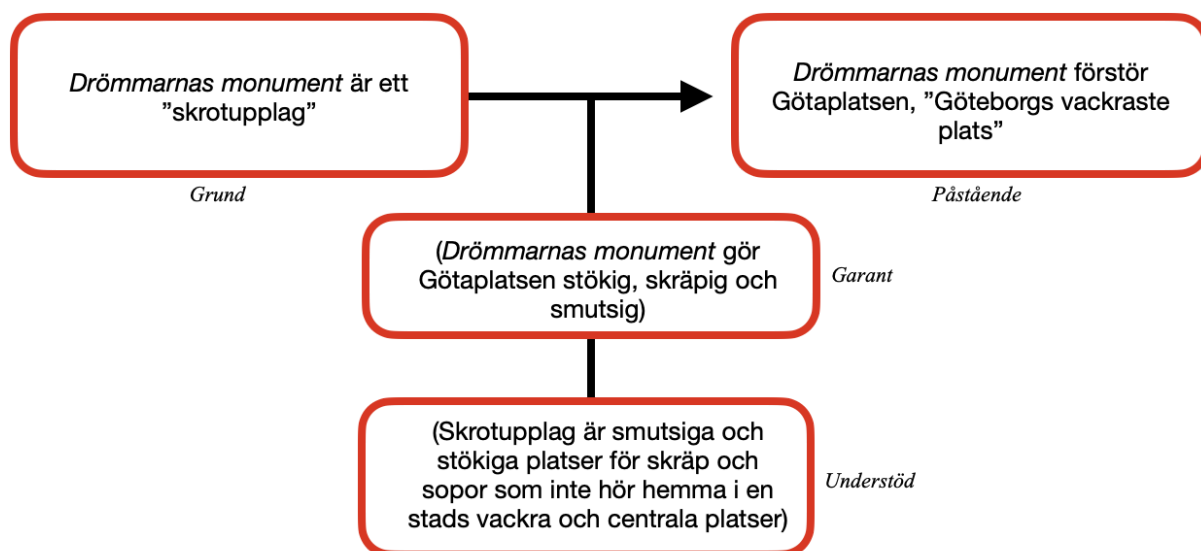 Drömmarnas monument är ett
”skrotupplag”
Grund
Drömmarnas monument förstör
Götaplatsen, ”Göteborgs vackraste
plats”
Påstående
(Drömmarnas monument gör
Götaplatsen stökig, skräpig och
smutsig)
Garant
(Skrotupplag är smutsiga och
stökiga platser för skräp och
sopor som inte hör hemma i en
stads vackra och centrala platser)
Understöd